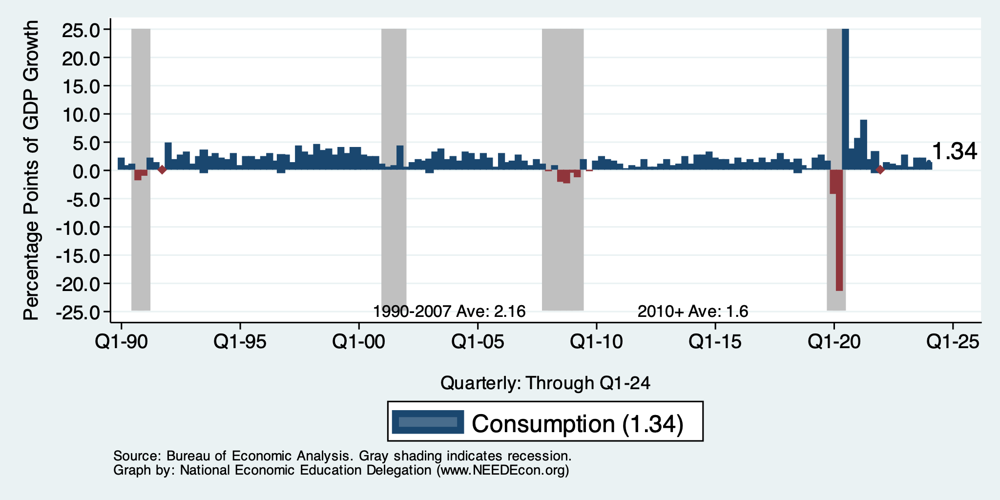 Percentage Points of GDP Growth
25.0
20.0
15.0
10.0
5.0
0.0
-5.0
-10.0
-15.0
-20.0
-25.0
1.34
1990-2007 Ave: 2.16
2010+ Ave: 1.6
Q1-90
Q1-95
Q1-00
Q1-05
Q1-10
Q1-15
Q1-20
Q1-25
Quarterly: Through Q1-24
Consumption (1.34)
Source: Bureau of Economic Analysis. Gray shading indicates recession.
Graph by: National Economic Education Delegation (www.NEEDEcon.org)